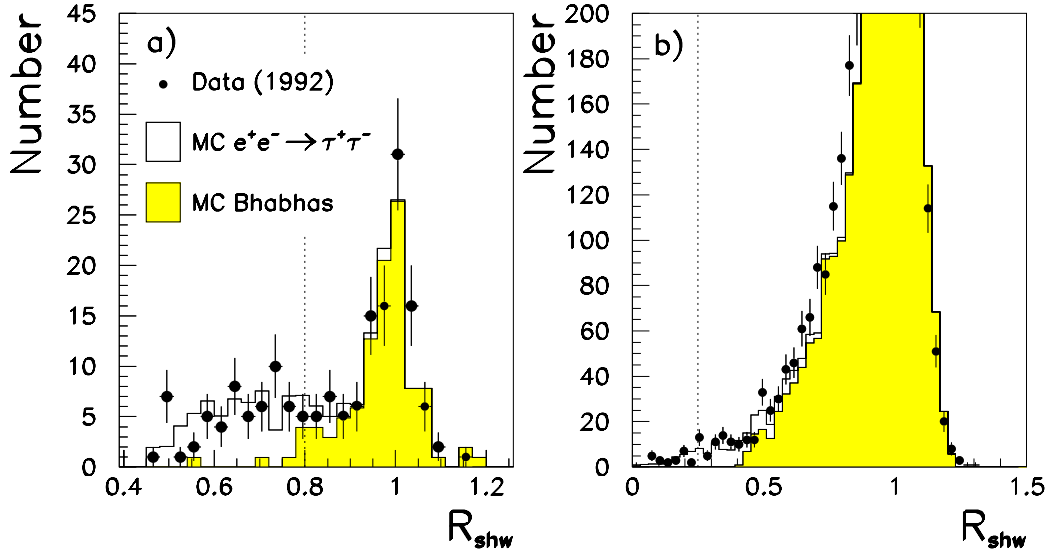 a)
Number
45
40
35
30
25
20
15
10
5
0
Data (1992)
MC e⁺e⁻ → τ⁺τ⁻
MC Bhabhas
0.4 0.6 0.8 1 1.2
R_shw
b)
Number
200
180
160
140
120
100
80
60
40
20
0
0 0.5 1 1.5
R_shw